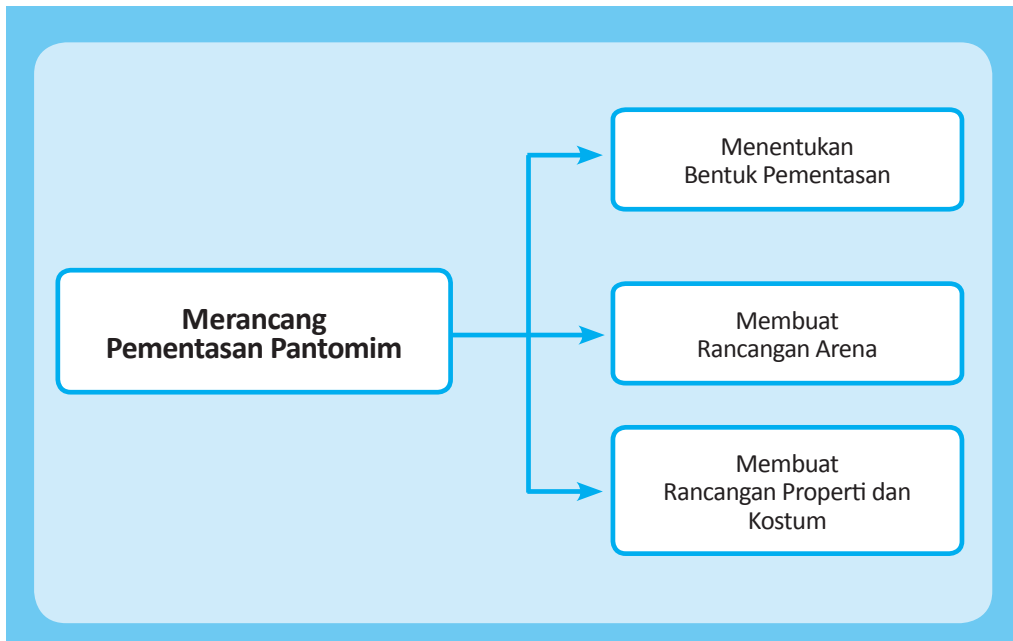 Merancang
Pementasan Pantomim
Menentukan
Bentuk Pementasan
Membuat
Rancangan Arena
Membuat
Rancangan Properti dan
Kostum